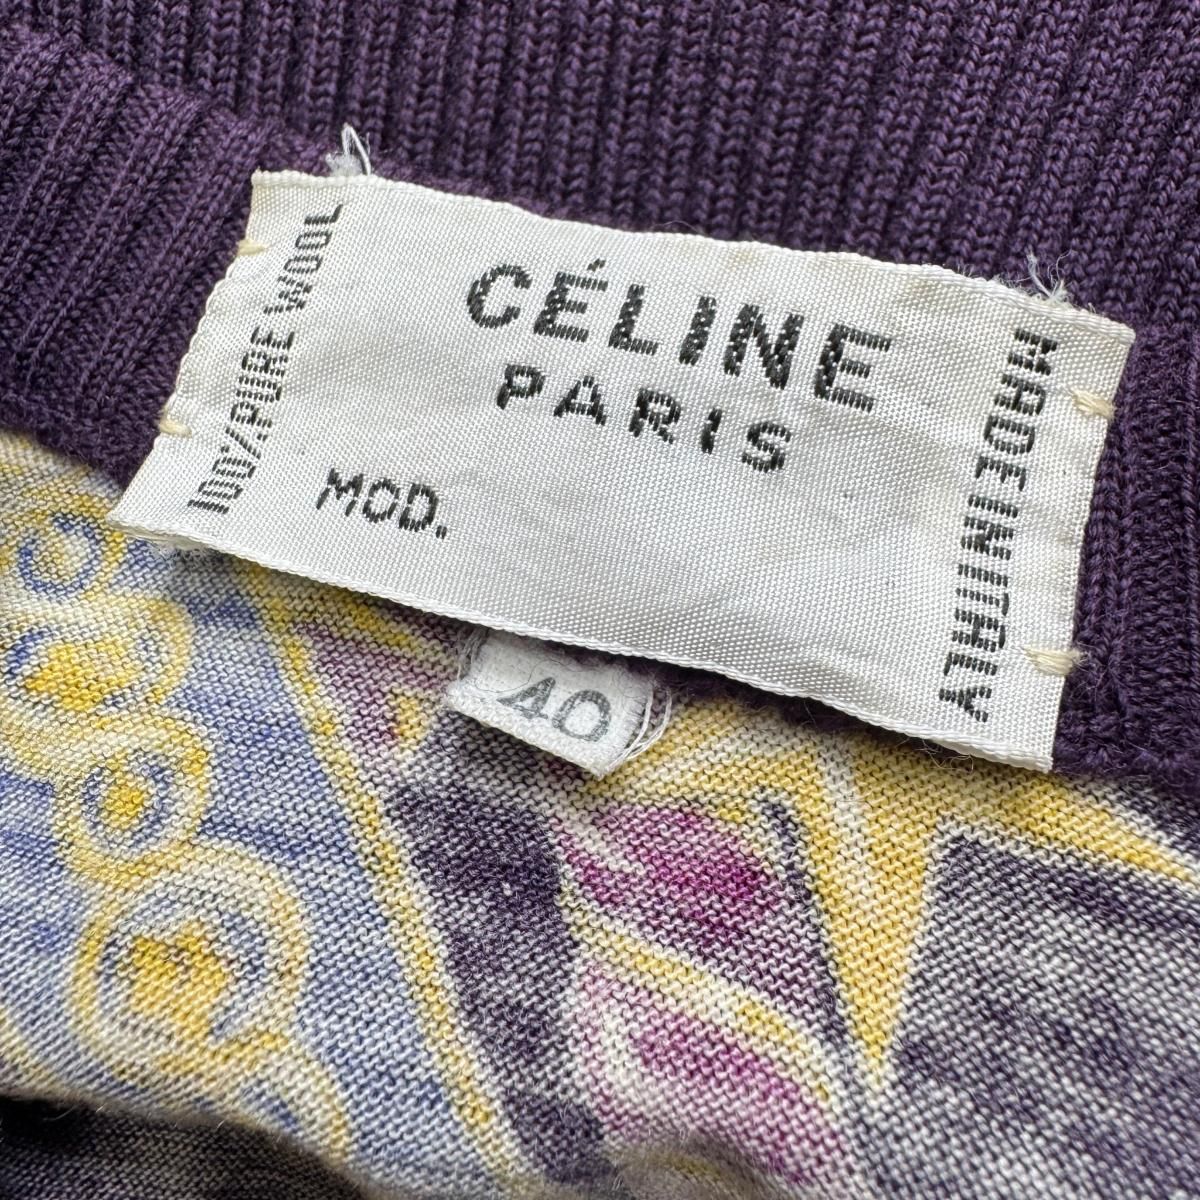 100% PURE WOOL
CÉLINE
PARIS
MOD.
MADE IN ITALY
40